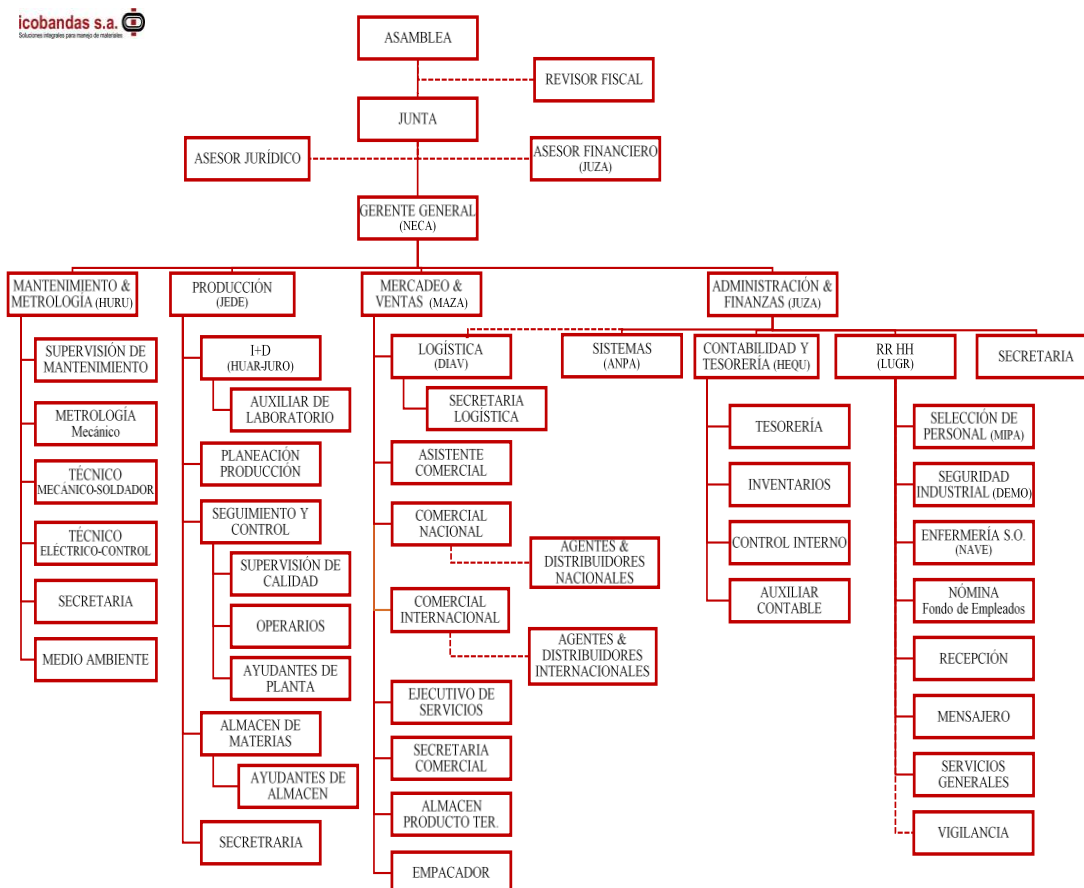 icobandas s.a.
Soluciones integrales para manejo de materiales
ASAMBLEA
REVISOR FISCAL
JUNTA
ASESOR JURÍDICO
ASESOR FINANCIERO
(JUZA)
GERENTE GENERAL
(NECA)
MANTENIMIENTO &
METROLOGÍA (HURU)
PRODUCCIÓN
(JEDE)
MERCADEO &
VENTAS (MAZA)
ADMINISTRACIÓN &
FINANZAS (JUZA)
SUPERVISIÓN DE
MANTENIMIENTO
METROLOGÍA
Mecánico
TÉCNICO
MECÁNICO-SOLDADOR
TÉCNICO
ELÉCTRICO-CONTROL
SECRETARIA
MEDIO AMBIENTE
I+D
(HUAR-JURO)
AUXILIAR DE
LABORATORIO
PLANEACIÓN
PRODUCCIÓN
SEGUIMIENTO Y
CONTROL
SUPERVISIÓN DE
CALIDAD
OPERARIOS
AYUDANTES DE
PLANTA
ALMACEN DE
MATERIAS
AYUDANTES DE
ALMACEN
SECRETRARIA
LOGÍSTICA
(DIAV)
SECRETARIA
LOGÍSTICA
ASISTENTE
COMERCIAL
COMERCIAL
NACIONAL
AGENTES &
DISTRIBUIDORES
NACIONALES
COMERCIAL
INTERNACIONAL
AGENTES &
DISTRIBUIDORES
INTERNACIONALES
EJECUTIVO DE
SERVICIOS
SECRETARIA
COMERCIAL
ALMACEN
PRODUCTO TER.
EMPACADOR
SISTEMAS
(ANPA)
CONTABILIDAD Y
TESORERÍA (HEQU)
TESORERÍA
INVENTARIOS
CONTROL INTERNO
AUXILIAR
CONTABLE
RR HH
(LUGR)
SELECCIÓN DE
PERSONAL (MIPA)
SEGURIDAD
INDUSTRIAL (DEMO)
ENFERMERÍA S.O.
(NAVE)
NÓMINA
Fondo de Empleados
RECEPCIÓN
MENSAJERO
SERVICIOS
GENERALES
VIGILANCIA
SECRETARIA